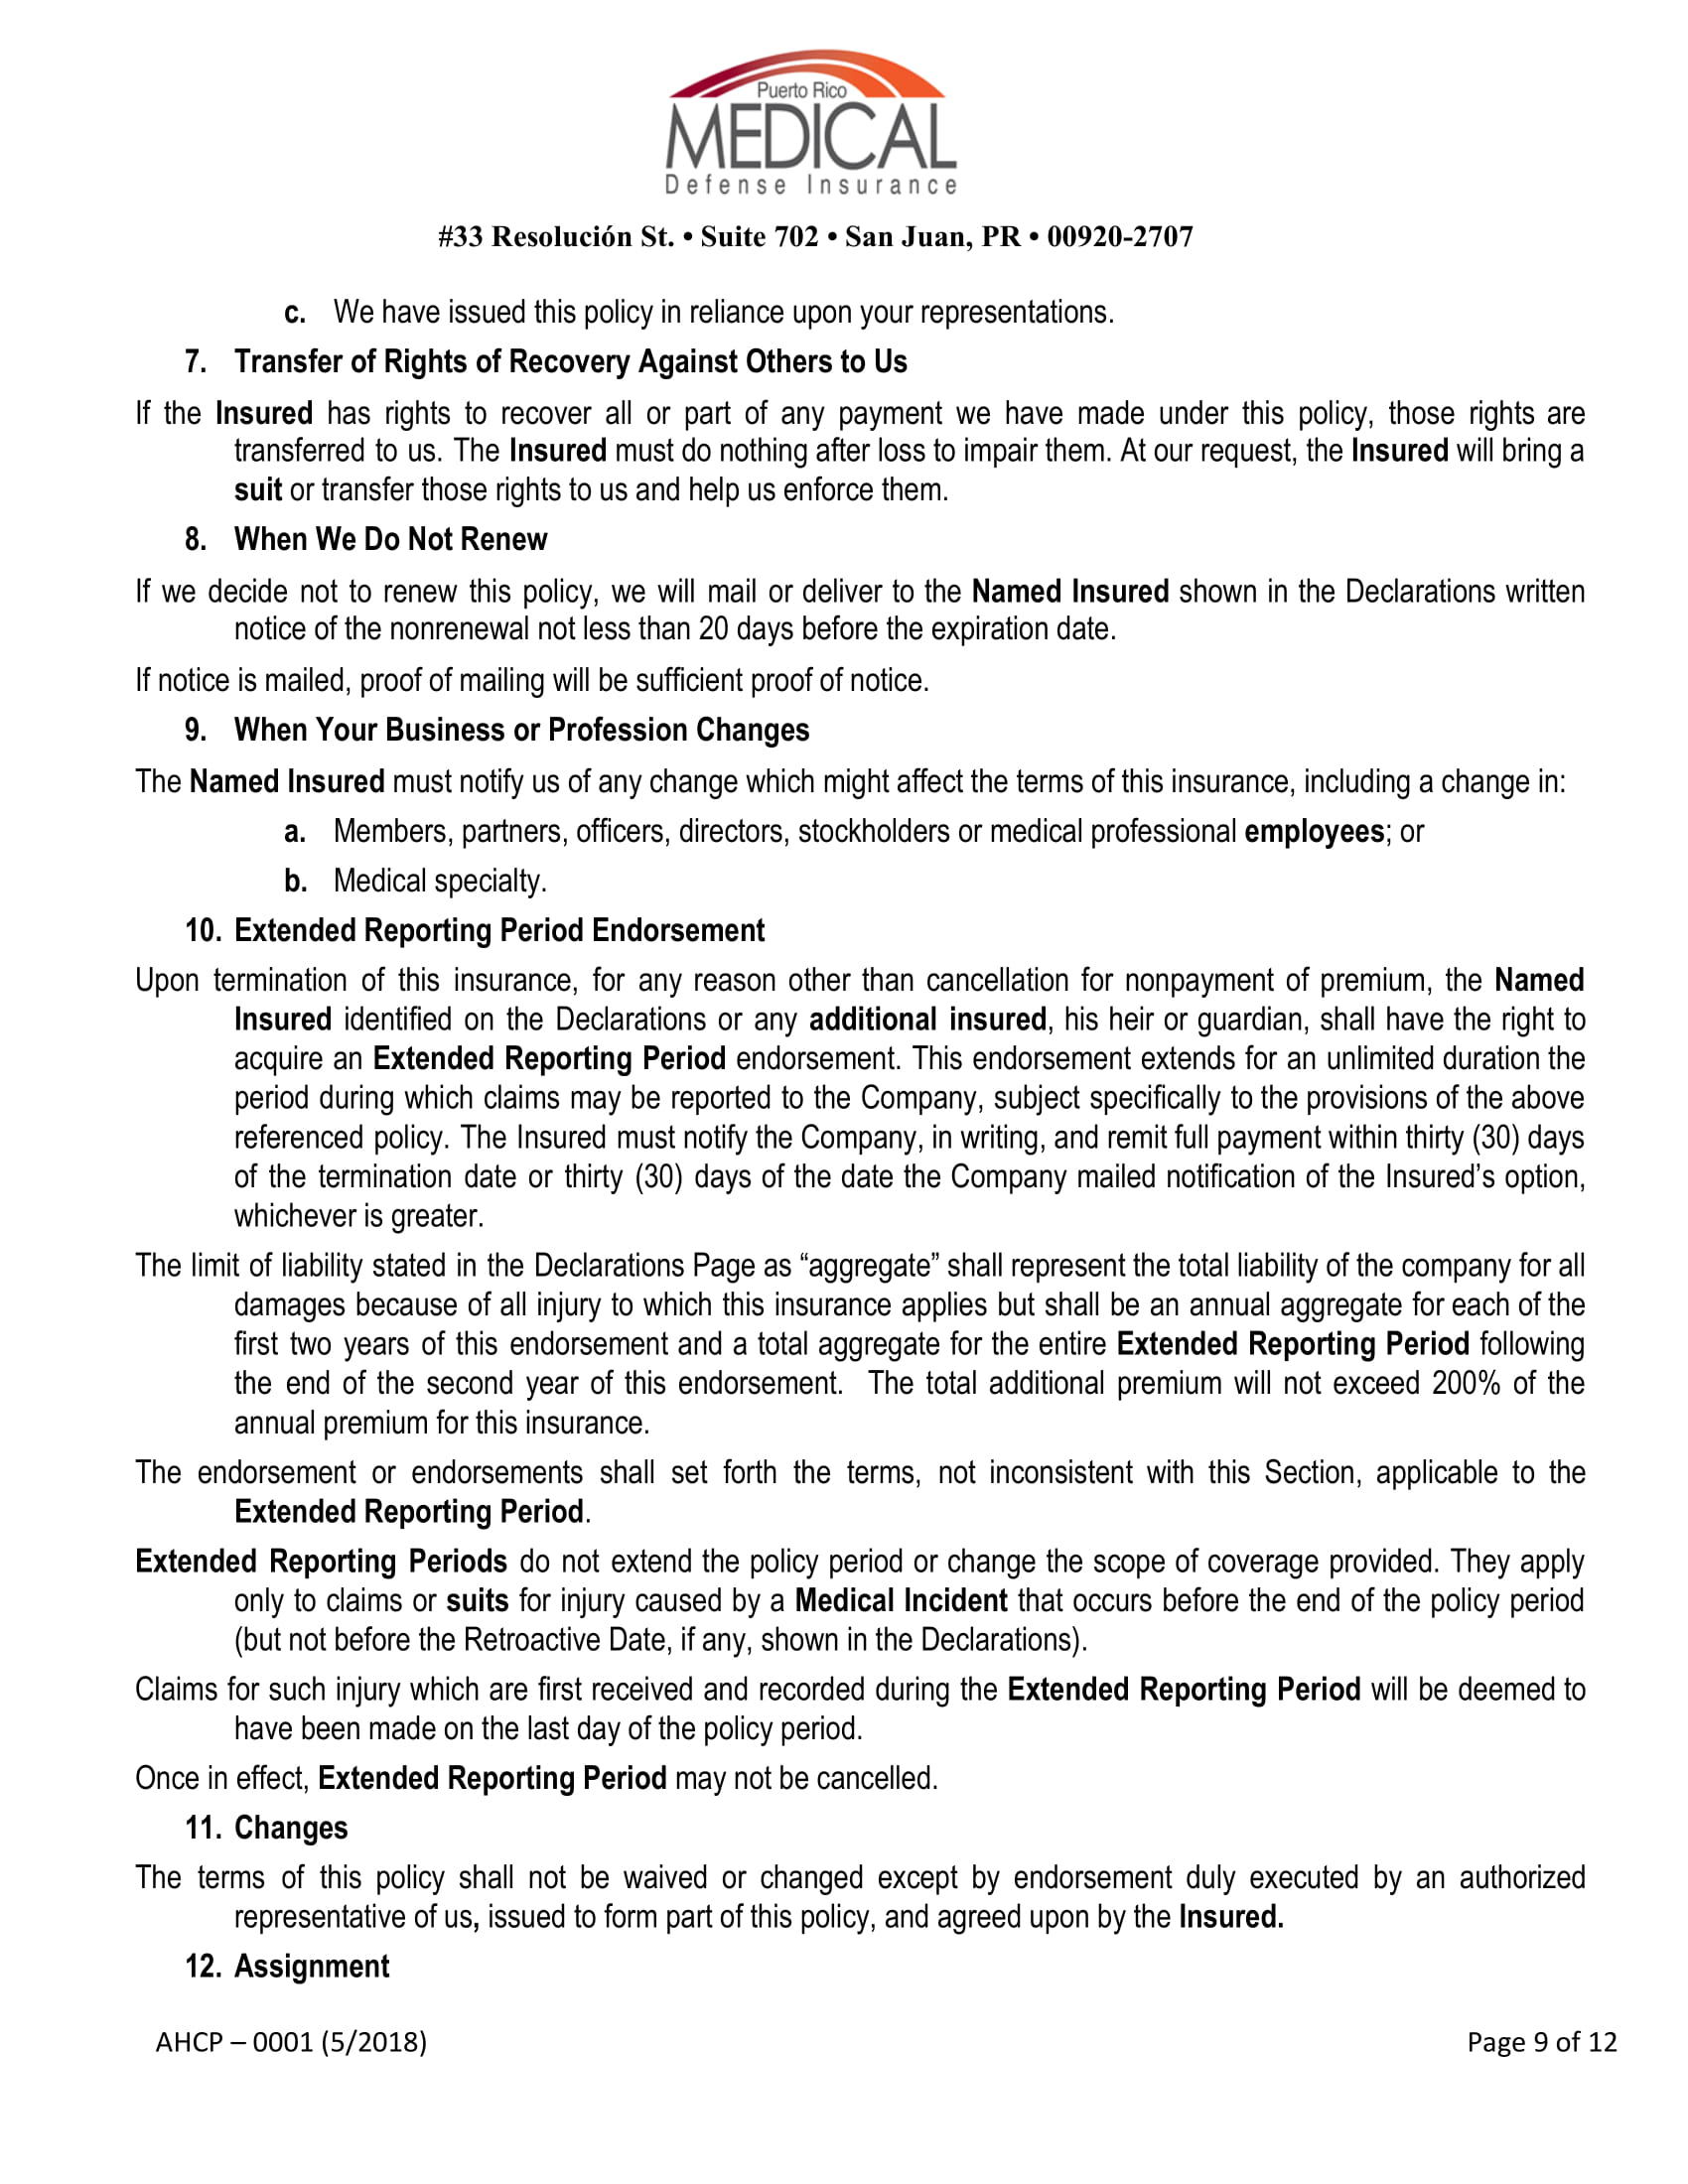 Puerto Rico
MEDICAL
Defense Insurance
#33 Resolución St. • Suite 702 • San Juan, PR • 00920-2707
c. We have issued this policy in reliance upon your representations.
7. Transfer of Rights of Recovery Against Others to Us
If the Insured has rights to recover all or part of any payment we have made under this policy, those rights are
transferred to us. The Insured must do nothing after loss to impair them. At our request, the Insured will bring a
suit or transfer those rights to us and help us enforce them.
8. When We Do Not Renew
If we decide not to renew this policy, we will mail or deliver to the Named Insured shown in the Declarations written
notice of the nonrenewal not less than 20 days before the expiration date.
If notice is mailed, proof of mailing will be sufficient proof of notice.
9. When Your Business or Profession Changes
The Named Insured must notify us of any change which might affect the terms of this insurance, including a change in:
a. Members, partners, officers, directors, stockholders or medical professional employees; or
b. Medical specialty.
10. Extended Reporting Period Endorsement
Upon termination of this insurance, for any reason other than cancellation for nonpayment of premium, the Named
Insured identified on the Declarations or any additional insured, his heir or guardian, shall have the right to
acquire an Extended Reporting Period endorsement. This endorsement extends for an unlimited duration the
period during which claims may be reported to the Company, subject specifically to the provisions of the above
referenced policy. The Insured must notify the Company, in writing, and remit full payment within thirty (30) days
of the termination date or thirty (30) days of the date the Company mailed notification of the Insured’s option,
whichever is greater.
The limit of liability stated in the Declarations Page as “aggregate” shall represent the total liability of the company for all
damages because of all injury to which this insurance applies but shall be an annual aggregate for each of the
first two years of this endorsement and a total aggregate for the entire Extended Reporting Period following
the end of the second year of this endorsement. The total additional premium will not exceed 200% of the
annual premium for this insurance.
The endorsement or endorsements shall set forth the terms, not inconsistent with this Section, applicable to the
Extended Reporting Period.
Extended Reporting Periods do not extend the policy period or change the scope of coverage provided. They apply
only to claims or suits for injury caused by a Medical Incident that occurs before the end of the policy period
(but not before the Retroactive Date, if any, shown in the Declarations).
Claims for such injury which are first received and recorded during the Extended Reporting Period will be deemed to
have been made on the last day of the policy period.
Once in effect, Extended Reporting Period may not be cancelled.
11. Changes
The terms of this policy shall not be waived or changed except by endorsement duly executed by an authorized
representative of us, issued to form part of this policy, and agreed upon by the Insured.
12. Assignment
AHCP – 0001 (5/2018)
Page 9 of 12